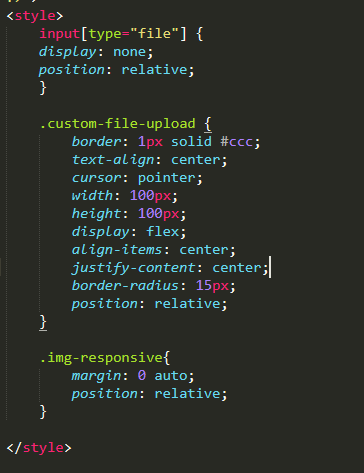 <style>
input[type="file"] {
display: none;
position: relative;
}
.custom-file-upload {
border: 1px solid #ccc;
text-align: center;
cursor: pointer;
width: 100px;
height: 100px;
display: flex;
align-items: center;
justify-content: center;
border-radius: 15px;
position: relative;
}
.img-responsive{
margin: 0 auto;
position: relative;
}
</style>